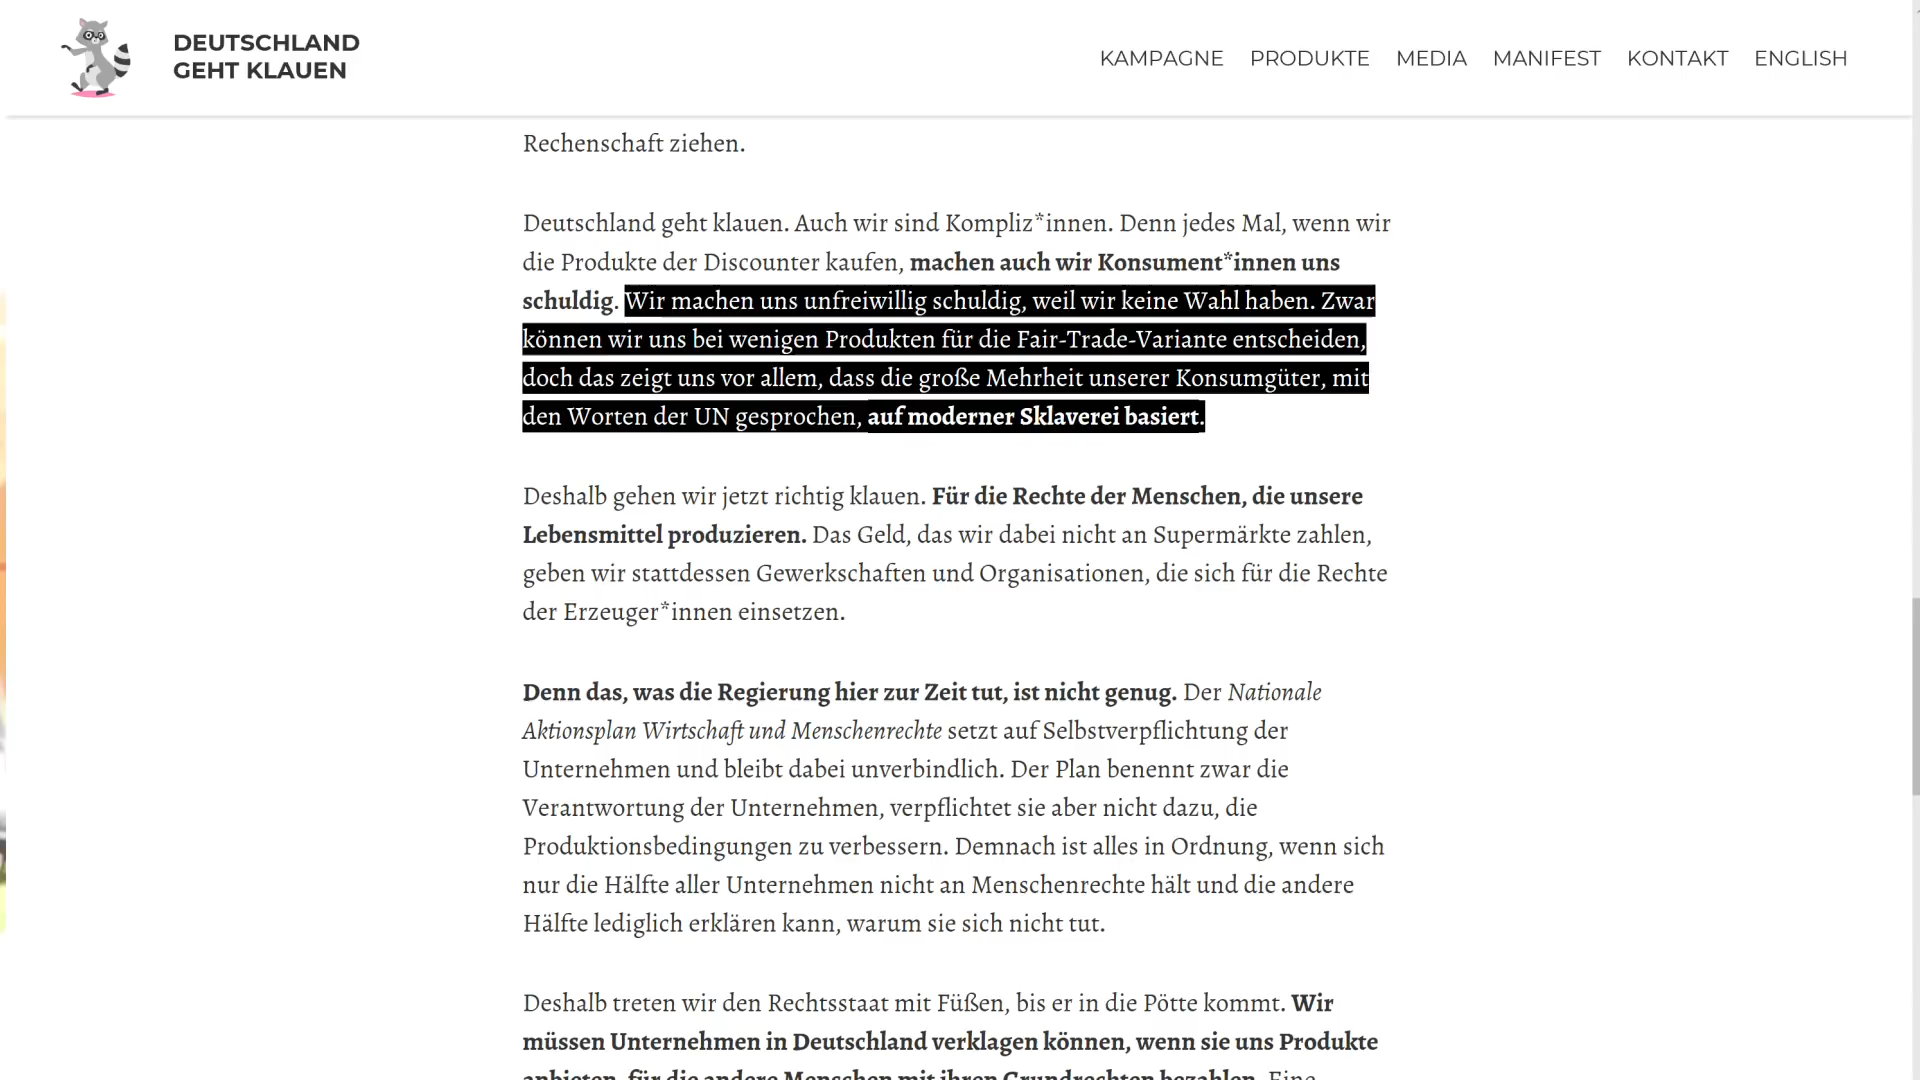 DEUTSCHLAND
GEHT KLAUEN
KAMPAGNE PRODUKTE MEDIA MANIFEST KONTAKT ENGLISH
Rechenschaft ziehen.
Deutschland geht klauen. Auch wir sind Kompliz*innen. Denn jedes Mal, wenn wir
die Produkte der Discounter kaufen, machen auch wir Konsument*innen uns
schuldig. Wir machen uns unfreiwillig schuldig, weil wir keine Wahl haben. Zwar
können wir uns bei wenigen Produkten für die Fair-Trade-Variante entscheiden,
doch das zeigt uns vor allem, dass die große Mehrheit unserer Konsumgüter, mit
den Worten der UN gesprochen, auf moderner Sklaverei basiert.
Deshalb gehen wir jetzt richtig klauen. Für die Rechte der Menschen, die unsere
Lebensmittel produzieren. Das Geld, das wir dabei nicht an Supermärkte zahlen,
geben wir stattdessen Gewerkschaften und Organisationen, die sich für die Rechte
der Erzeuger*innen einsetzen.
Denn das, was die Regierung hier zur Zeit tut, ist nicht genug. Der Nationale
Aktionsplan Wirtschaft und Menschenrechte setzt auf Selbstverpflichtung der
Unternehmen und bleibt dabei unverbindlich. Der Plan benennt zwar die
Verantwortung der Unternehmen, verpflichtet sie aber nicht dazu, die
Produktionsbedingungen zu verbessern. Demnach ist alles in Ordnung, wenn sich
nur die Hälfte aller Unternehmen nicht an Menschenrechte hält und die andere
Hälfte lediglich erklären kann, warum sie sich nicht tut.
Deshalb treten wir den Rechtsstaat mit Füßen, bis er in die Pötte kommt. Wir
müssen Unternehmen in Deutschland verklagen können, wenn sie uns Produkte
anbieten, für die andere Menschen mit ihren Grundrechten bezahlen. Eine